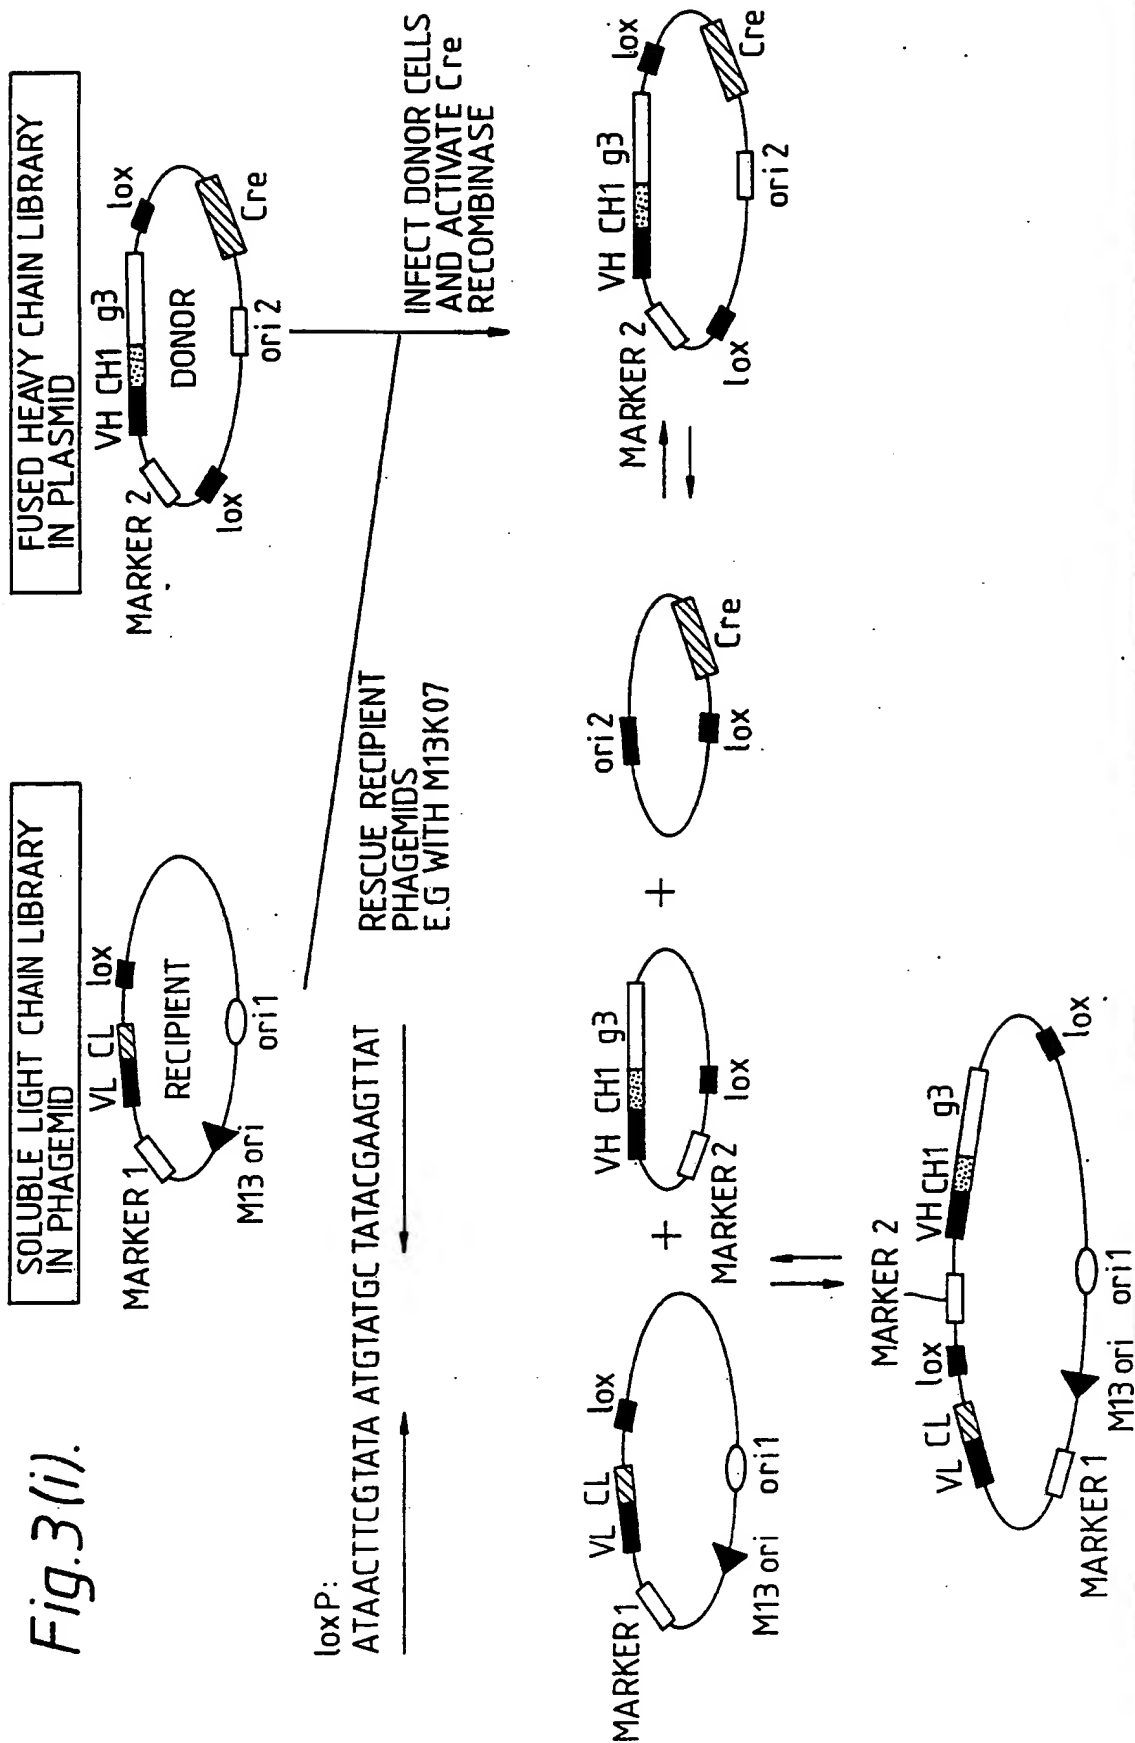 Fig.3(i).
SOLUBLE LIGHT CHAIN LIBRARY
IN PHAGEMID
FUSED HEAVY CHAIN LIBRARY
IN PLASMID
MARKER 1
VL CL
lox
RECIPIENT
M13 ori
ori1
MARKER 2
VH CH1 g3
lox
DONOR
Cre
lox
ori 2
loxP:
ATAACTTCGTATA ATGTATGC TATACGAAGTTAT
RESCUE RECIPIENT
PHAGEMIDS
E.G WITH M13K07
INFECT DONOR CELLS
AND ACTIVATE Cre
RECOMBINASE
MARKER 1
VL CL
lox
M13 ori
ori1
+
VH CH1 g3
MARKER 2
lox
+
ori 2
lox
Cre
MARKER 2
VH CH1 g3
lox
lox
ori 2
Cre
MARKER 2
VL CL
lox
VH CH1
g3
lox
MARKER 1
M13 ori
ori1